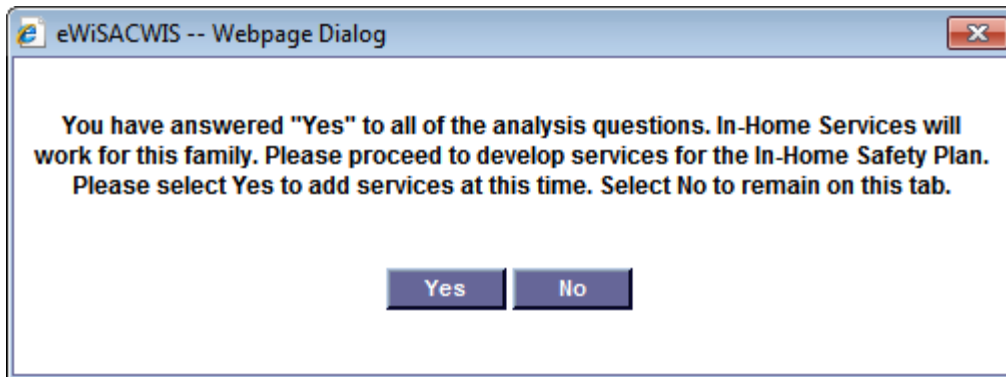 eWiSACWIS -- Webpage Dialog
You have answered "Yes" to all of the analysis questions. In-Home Services will
work for this family. Please proceed to develop services for the In-Home Safety Plan.
Please select Yes to add services at this time. Select No to remain on this tab.
Yes No